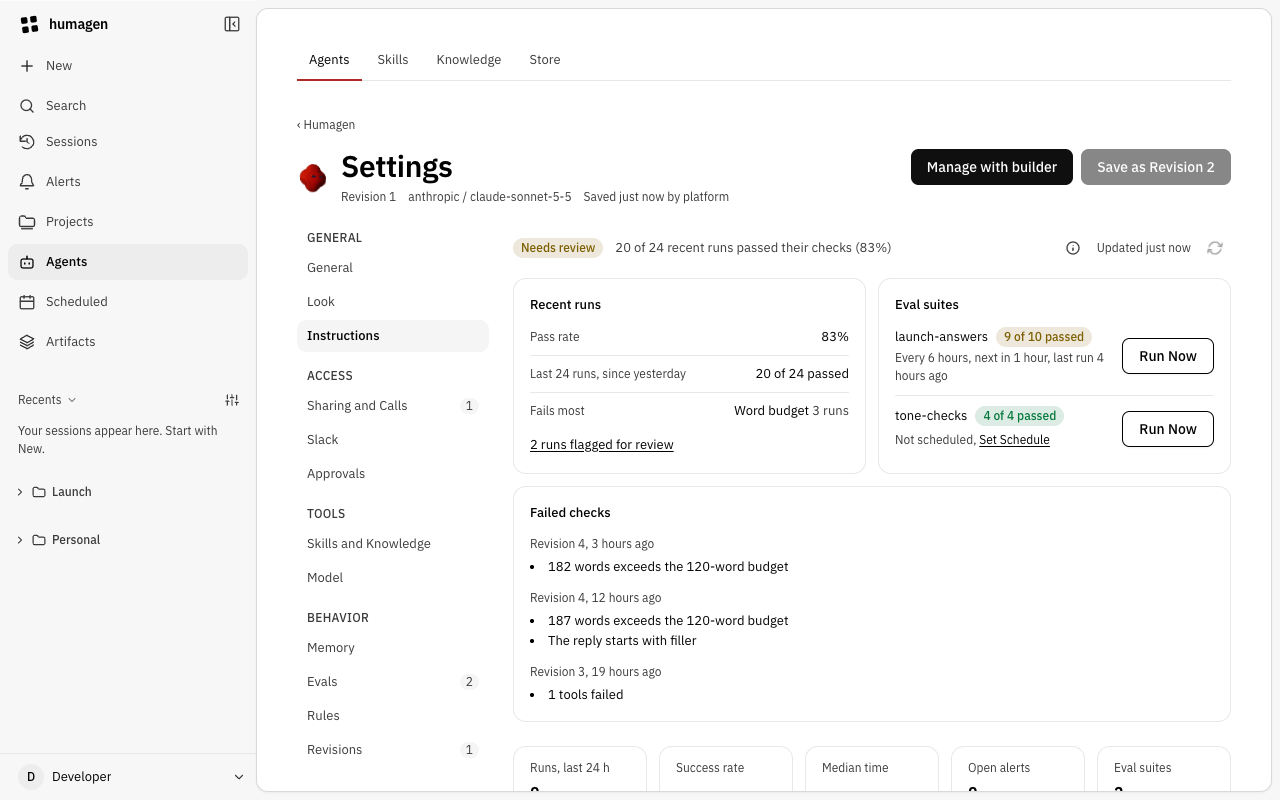 humagen
New
Search
Sessions
Alerts
Projects
Agents
Scheduled
Artifacts
Recents
Your sessions appear here. Start with
New.
Launch
Personal
D Developer
Agents Skills Knowledge Store
‹ Humagen
Settings
Revision 1 anthropic / claude-sonnet-5-5 Saved just now by platform
Manage with builder
Save as Revision 2
GENERAL
General
Look
Instructions
ACCESS
Sharing and Calls 1
Slack
Approvals
TOOLS
Skills and Knowledge
Model
BEHAVIOR
Memory
Evals 2
Rules
Revisions 1
Needs review 20 of 24 recent runs passed their checks (83%)
Updated just now
Recent runs
Pass rate 83%
Last 24 runs, since yesterday 20 of 24 passed
Fails most Word budget 3 runs
2 runs flagged for review
Eval suites
launch-answers 9 of 10 passed
Every 6 hours, next in 1 hour, last run 4
hours ago
Run Now
tone-checks 4 of 4 passed
Not scheduled, Set Schedule
Run Now
Failed checks
Revision 4, 3 hours ago
• 182 words exceeds the 120-word budget
Revision 4, 12 hours ago
• 187 words exceeds the 120-word budget
• The reply starts with filler
Revision 3, 19 hours ago
• 1 tools failed
Runs, last 24 h
Success rate
Median time
Open alerts
Eval suites